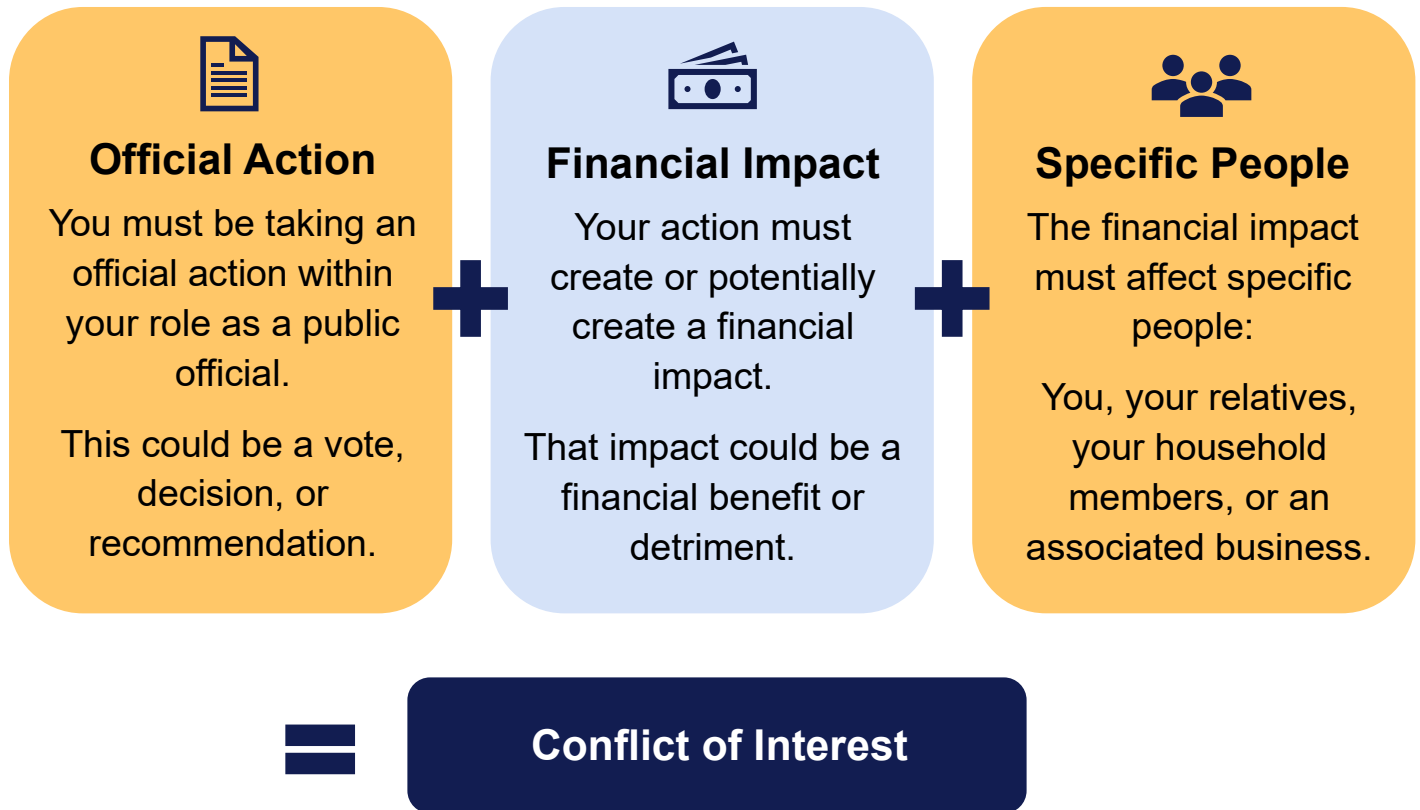 Official Action
You must be taking an
official action within
your role as a public
official.
This could be a vote,
decision, or
recommendation.
Financial Impact
Your action must
create or potentially
create a financial
impact.
That impact could be a
financial benefit or
detriment.
Specific People
The financial impact
must affect specific
people:
You, your relatives,
your household
members, or an
associated business.
Conflict of Interest